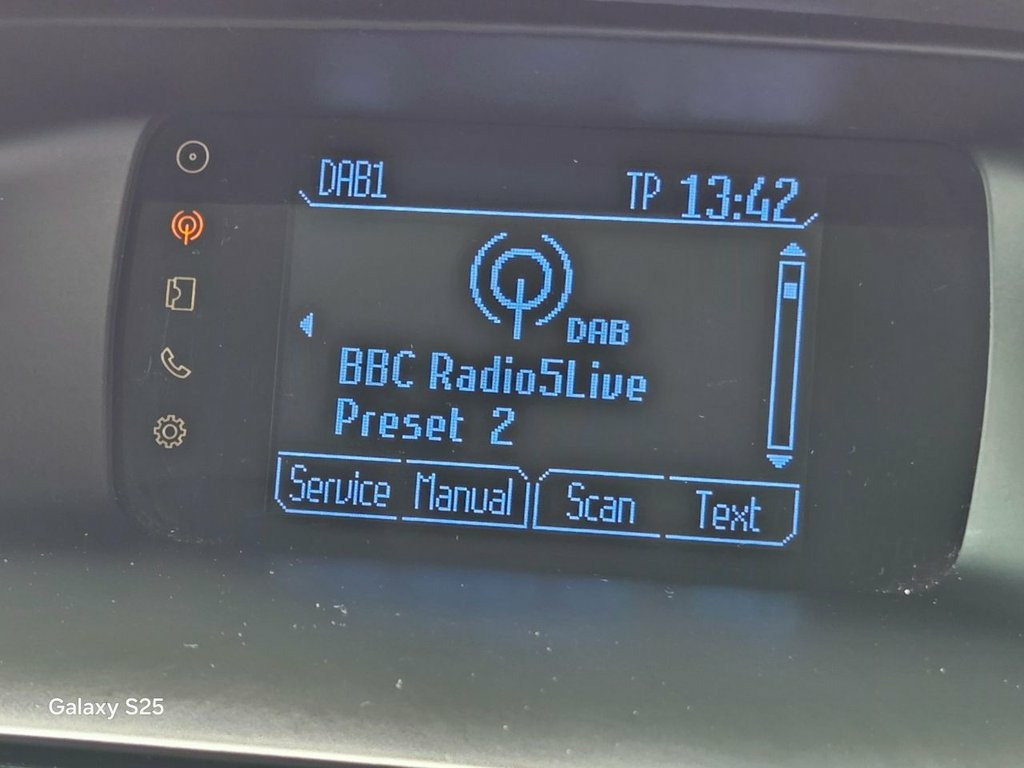 DAB1 TP 13:42
DAB
BBC Radio5Live
Preset 2
Service Manual Scan Text
Galaxy S25